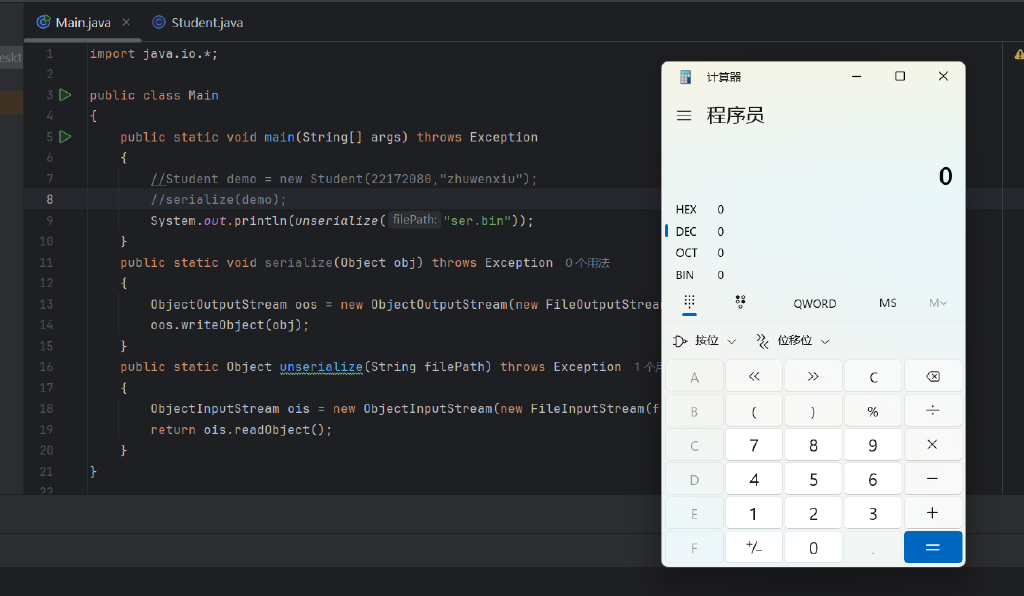 Main.java ×
Student.java
eskt
1 import java.io.*;
2
3 public class Main
4 {
5 public static void main(String[] args) throws Exception
6 {
7 //Student demo = new Student(22172080,"zhuwenxiu");
8 //serialize(demo);
9 System.out.println(unserialize( filePath: "ser.bin"));
10 }
11 public static void serialize(Object obj) throws Exception 0个用法
12 {
13 ObjectOutputStream oos = new ObjectOutputStream(new FileOutputStrea
14 oos.writeObject(obj);
15 }
16 public static Object unserialize(String filePath) throws Exception 1个
17 {
18 ObjectInputStream ois = new ObjectInputStream(new FileInputStream(f
19 return ois.readObject();
20 }
21 }
22
计算器
程序员
0
HEX 0
DEC 0
OCT 0
BIN 0
QWORD MS M
按位 位移位
A << >> C
B ( ) % ÷
C 7 8 9 ×
D 4 5 6 −
E 1 2 3 +
F +/− 0 . =